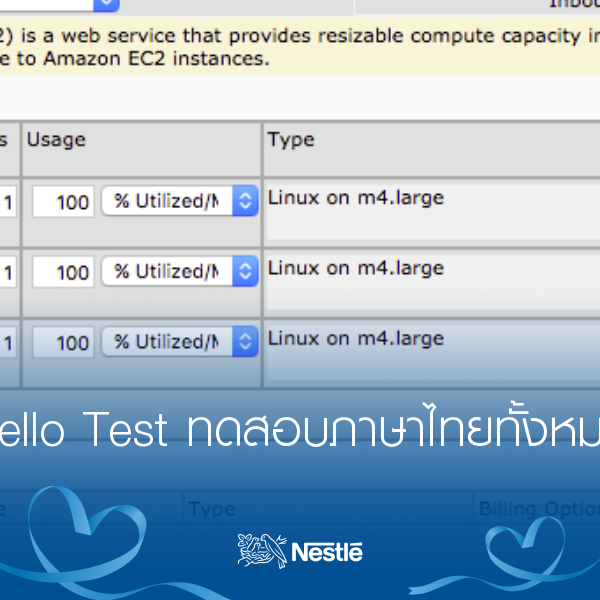 2) is a web service that provides resizable compute capacity in
e to Amazon EC2 instances.
s Usage Type
1 100 % Utilized/M Linux on m4.large
1 100 % Utilized/M Linux on m4.large
1 100 % Utilized/M Linux on m4.large
ello Test ทดสอบภาษาไทยทั้งหม
e Type Billing Option
Nestlé